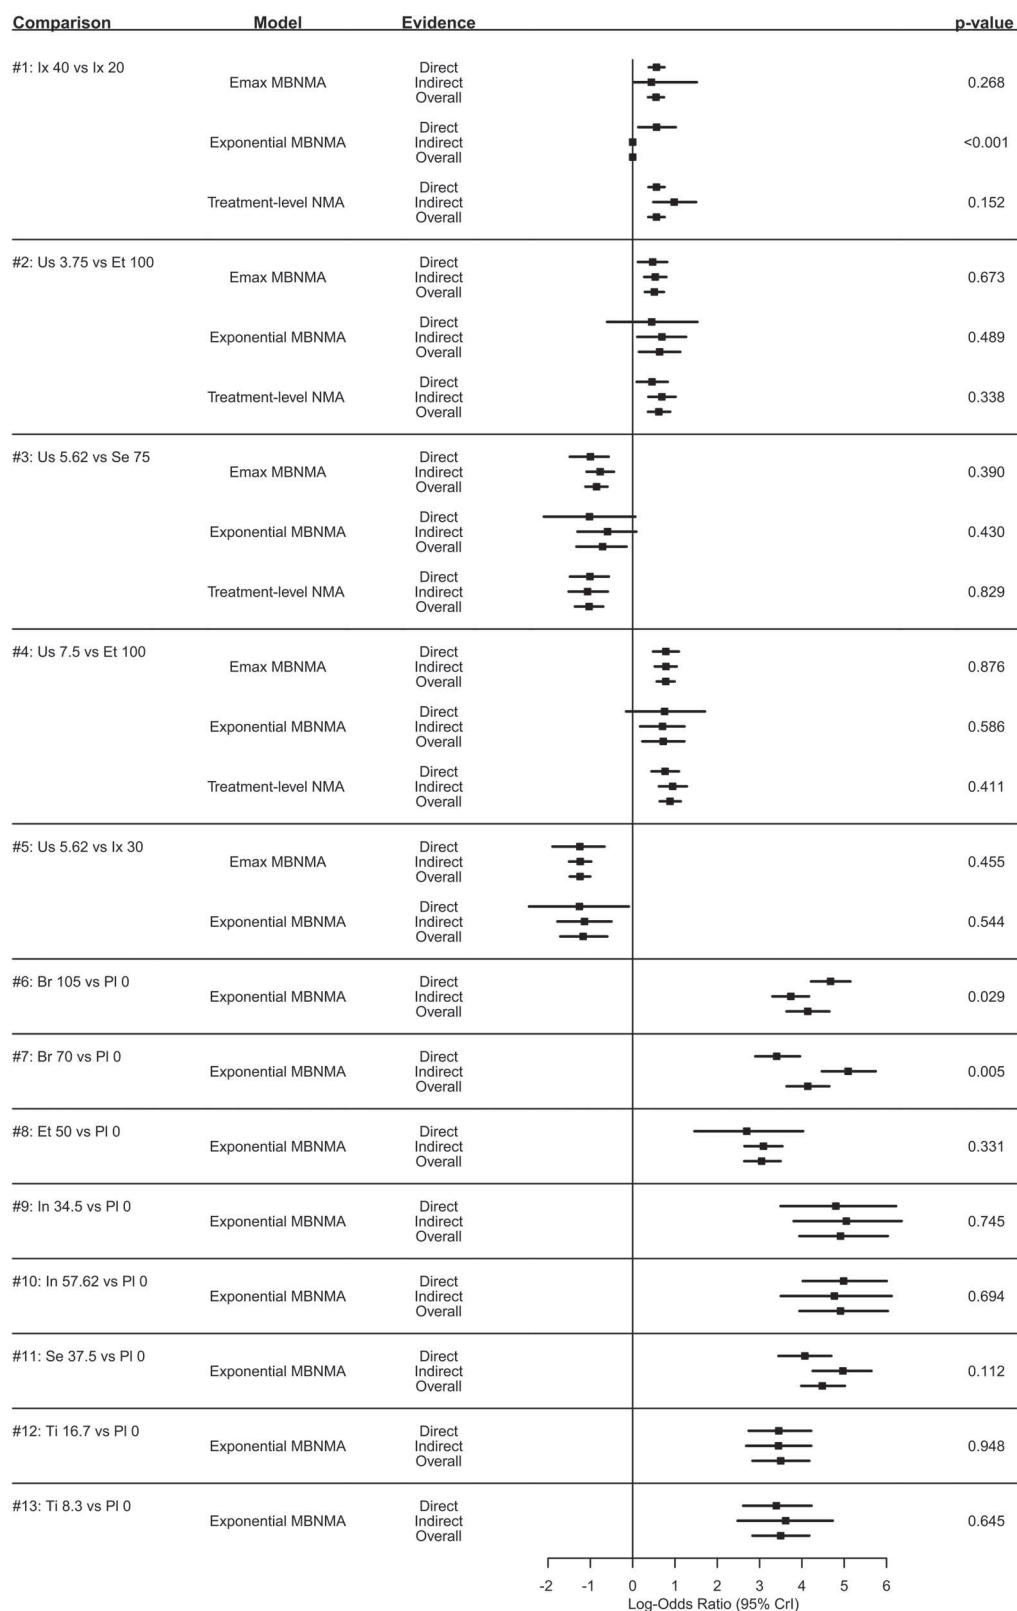 Comparison Model Evidence p-value
#1: Ix 40 vs Ix 20 Direct
Emax MBNMA Indirect 0.268
Overall
Direct
Exponential MBNMA Indirect <0.001
Overall
Direct
Treatment-level NMA Indirect 0.152
Overall
#2: Us 3.75 vs Et 100 Direct
Emax MBNMA Indirect 0.673
Overall
Direct
Exponential MBNMA Indirect 0.489
Overall
Direct
Treatment-level NMA Indirect 0.338
Overall
#3: Us 5.62 vs Se 75 Direct
Emax MBNMA Indirect 0.390
Overall
Direct
Exponential MBNMA Indirect 0.430
Overall
Direct
Treatment-level NMA Indirect 0.829
Overall
#4: Us 7.5 vs Et 100 Direct
Emax MBNMA Indirect 0.876
Overall
Direct
Exponential MBNMA Indirect 0.586
Overall
Direct
Treatment-level NMA Indirect 0.411
Overall
#5: Us 5.62 vs Ix 30 Direct
Emax MBNMA Indirect 0.455
Overall
Direct
Exponential MBNMA Indirect 0.544
Overall
#6: Br 105 vs Pl 0 Direct
Exponential MBNMA Indirect 0.029
Overall
#7: Br 70 vs Pl 0 Direct
Exponential MBNMA Indirect 0.005
Overall
#8: Et 50 vs Pl 0 Direct
Exponential MBNMA Indirect 0.331
Overall
#9: In 34.5 vs Pl 0 Direct
Exponential MBNMA Indirect 0.745
Overall
#10: In 57.62 vs Pl 0 Direct
Exponential MBNMA Indirect 0.694
Overall
#11: Se 37.5 vs Pl 0 Direct
Exponential MBNMA Indirect 0.112
Overall
#12: Ti 16.7 vs Pl 0 Direct
Exponential MBNMA Indirect 0.948
Overall
#13: Ti 8.3 vs Pl 0 Direct
Exponential MBNMA Indirect 0.645
Overall
-2 -1 0 1 2 3 4 5 6
Log-Odds Ratio (95% CrI)